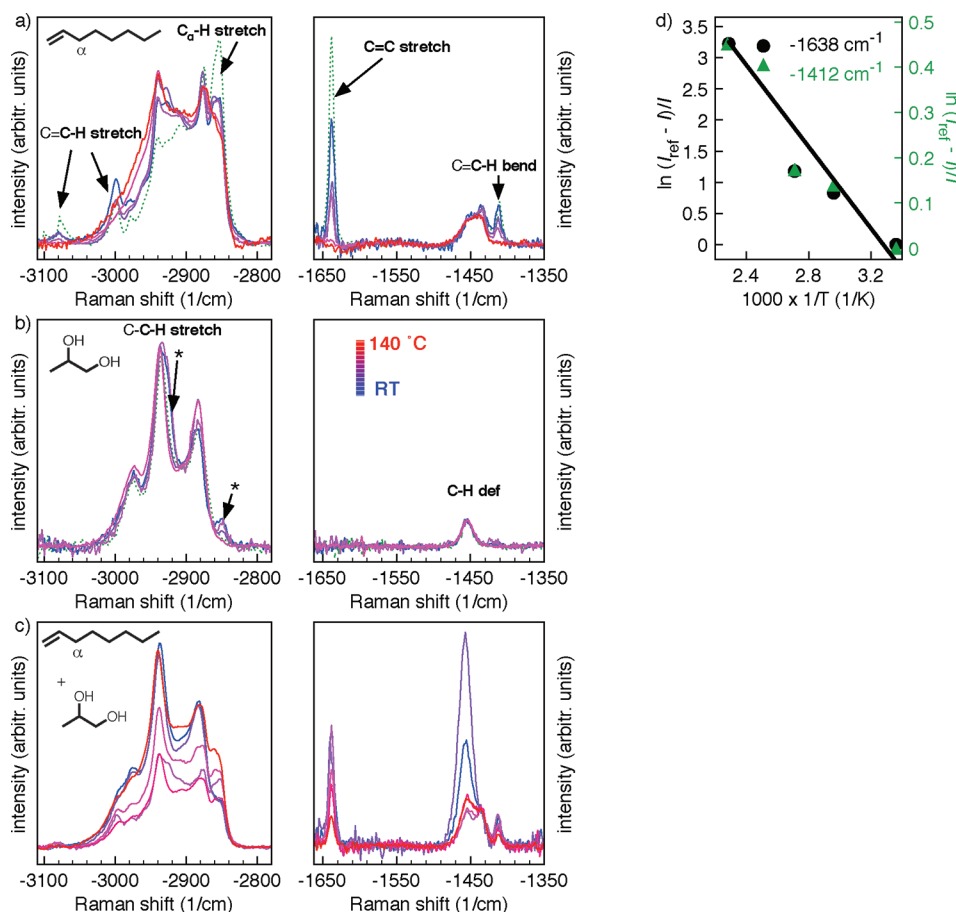 a)
α
Cα-H stretch
C=C-H stretch
intensity (arbitr. units)
-3100 -3000 -2900 -2800
Raman shift (1/cm)
C=C stretch
C=C-H bend
intensity (arbitr. units)
-1650 -1550 -1450 -1350
Raman shift (1/cm)
d)
-1638 cm-1
-1412 cm-1
3.5
3.0
2.5
2.0
1.5
1.0
0.5
0
ln (Iref - I)/I
0.5
0.4
0.3
0.2
0.1
0
ln (Iref - I)/I
2.4 2.8 3.2
1000 x 1/T (1/K)
b)
OH
OH
C-C-H stretch
*
*
intensity (arbitr. units)
-3100 -3000 -2900 -2800
Raman shift (1/cm)
140 °C
RT
C-H def
intensity (arbitr. units)
-1650 -1550 -1450 -1350
Raman shift (1/cm)
c)
α
+
OH
OH
intensity (arbitr. units)
-3100 -3000 -2900 -2800
Raman shift (1/cm)
intensity (arbitr. units)
-1650 -1550 -1450 -1350
Raman shift (1/cm)